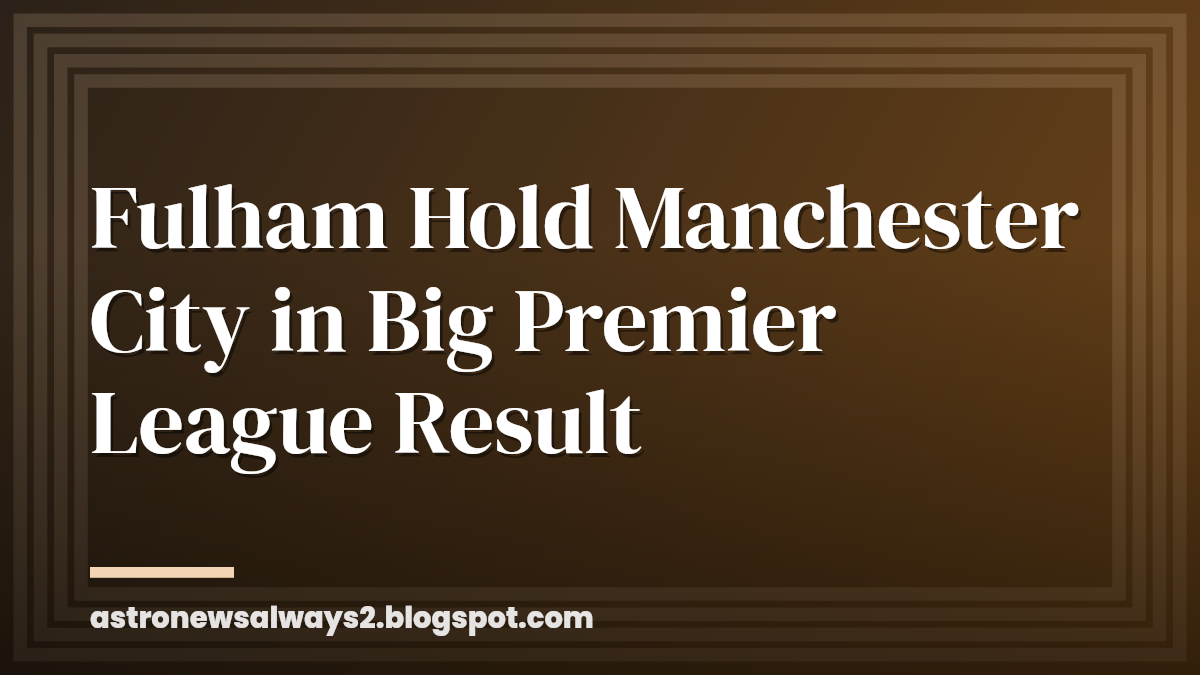 Fulham Hold Manchester
City in Big Premier
League Result
astronewsalways2.blogspot.com